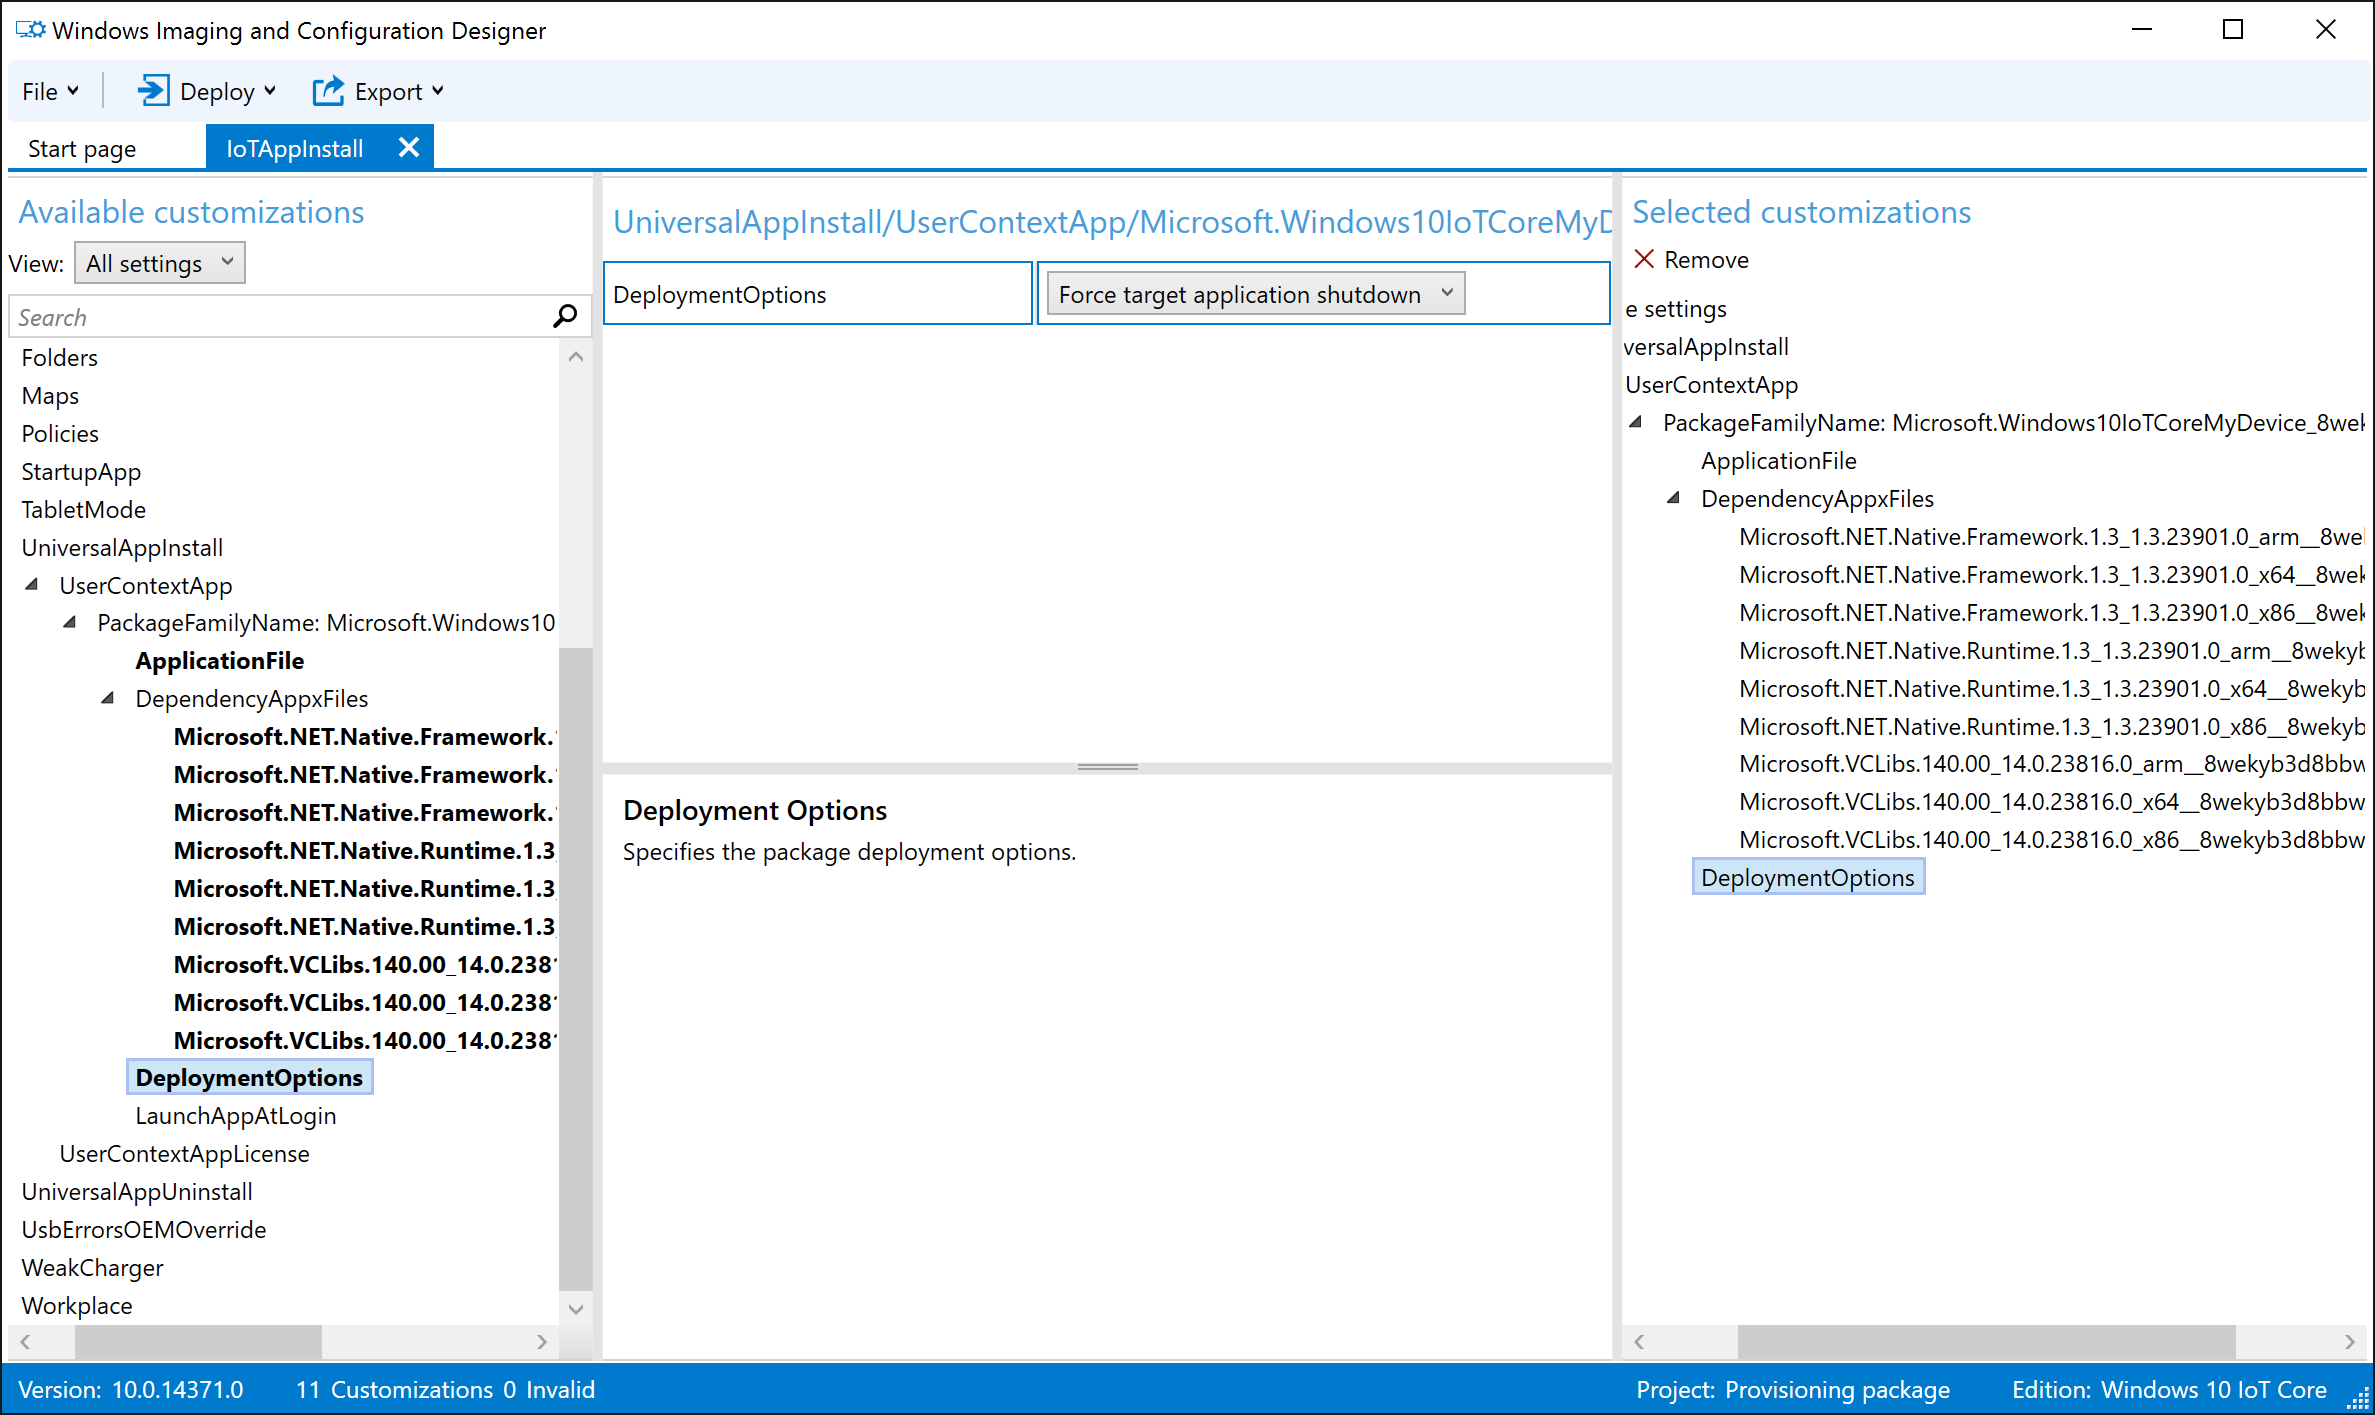 Windows Imaging and Configuration Designer
File Deploy Export
Start page IoTAppInstall
Available customizations
View: All settings
Search
Folders
Maps
Policies
StartupApp
TabletMode
UniversalAppInstall
UserContextApp
PackageFamilyName: Microsoft.Windows10
ApplicationFile
DependencyAppxFiles
Microsoft.NET.Native.Framework.
Microsoft.NET.Native.Framework.
Microsoft.NET.Native.Framework.
Microsoft.NET.Native.Runtime.1.3
Microsoft.NET.Native.Runtime.1.3
Microsoft.NET.Native.Runtime.1.3
Microsoft.VCLibs.140.00_14.0.238
Microsoft.VCLibs.140.00_14.0.238
Microsoft.VCLibs.140.00_14.0.238
DeploymentOptions
LaunchAppAtLogin
UserContextAppLicense
UniversalAppUninstall
UsbErrorsOEMOverride
WeakCharger
Workplace
UniversalAppInstall/UserContextApp/Microsoft.Windows10IoTCoreMyD
DeploymentOptions Force target application shutdown
Deployment Options
Specifies the package deployment options.
Selected customizations
Remove
e settings
versalAppInstall
UserContextApp
PackageFamilyName: Microsoft.Windows10IoTCoreMyDevice_8wek
ApplicationFile
DependencyAppxFiles
Microsoft.NET.Native.Framework.1.3_1.3.23901.0_arm__8we
Microsoft.NET.Native.Framework.1.3_1.3.23901.0_x64__8wek
Microsoft.NET.Native.Framework.1.3_1.3.23901.0_x86__8wek
Microsoft.NET.Native.Runtime.1.3_1.3.23901.0_arm__8wekyb
Microsoft.NET.Native.Runtime.1.3_1.3.23901.0_x64__8wekyb
Microsoft.NET.Native.Runtime.1.3_1.3.23901.0_x86__8wekyb
Microsoft.VCLibs.140.00_14.0.23816.0_arm__8wekyb3d8bbw
Microsoft.VCLibs.140.00_14.0.23816.0_x64__8wekyb3d8bbw
Microsoft.VCLibs.140.00_14.0.23816.0_x86__8wekyb3d8bbw
DeploymentOptions
Version: 10.0.14371.0 11 Customizations 0 Invalid Project: Provisioning package Edition: Windows 10 IoT Core